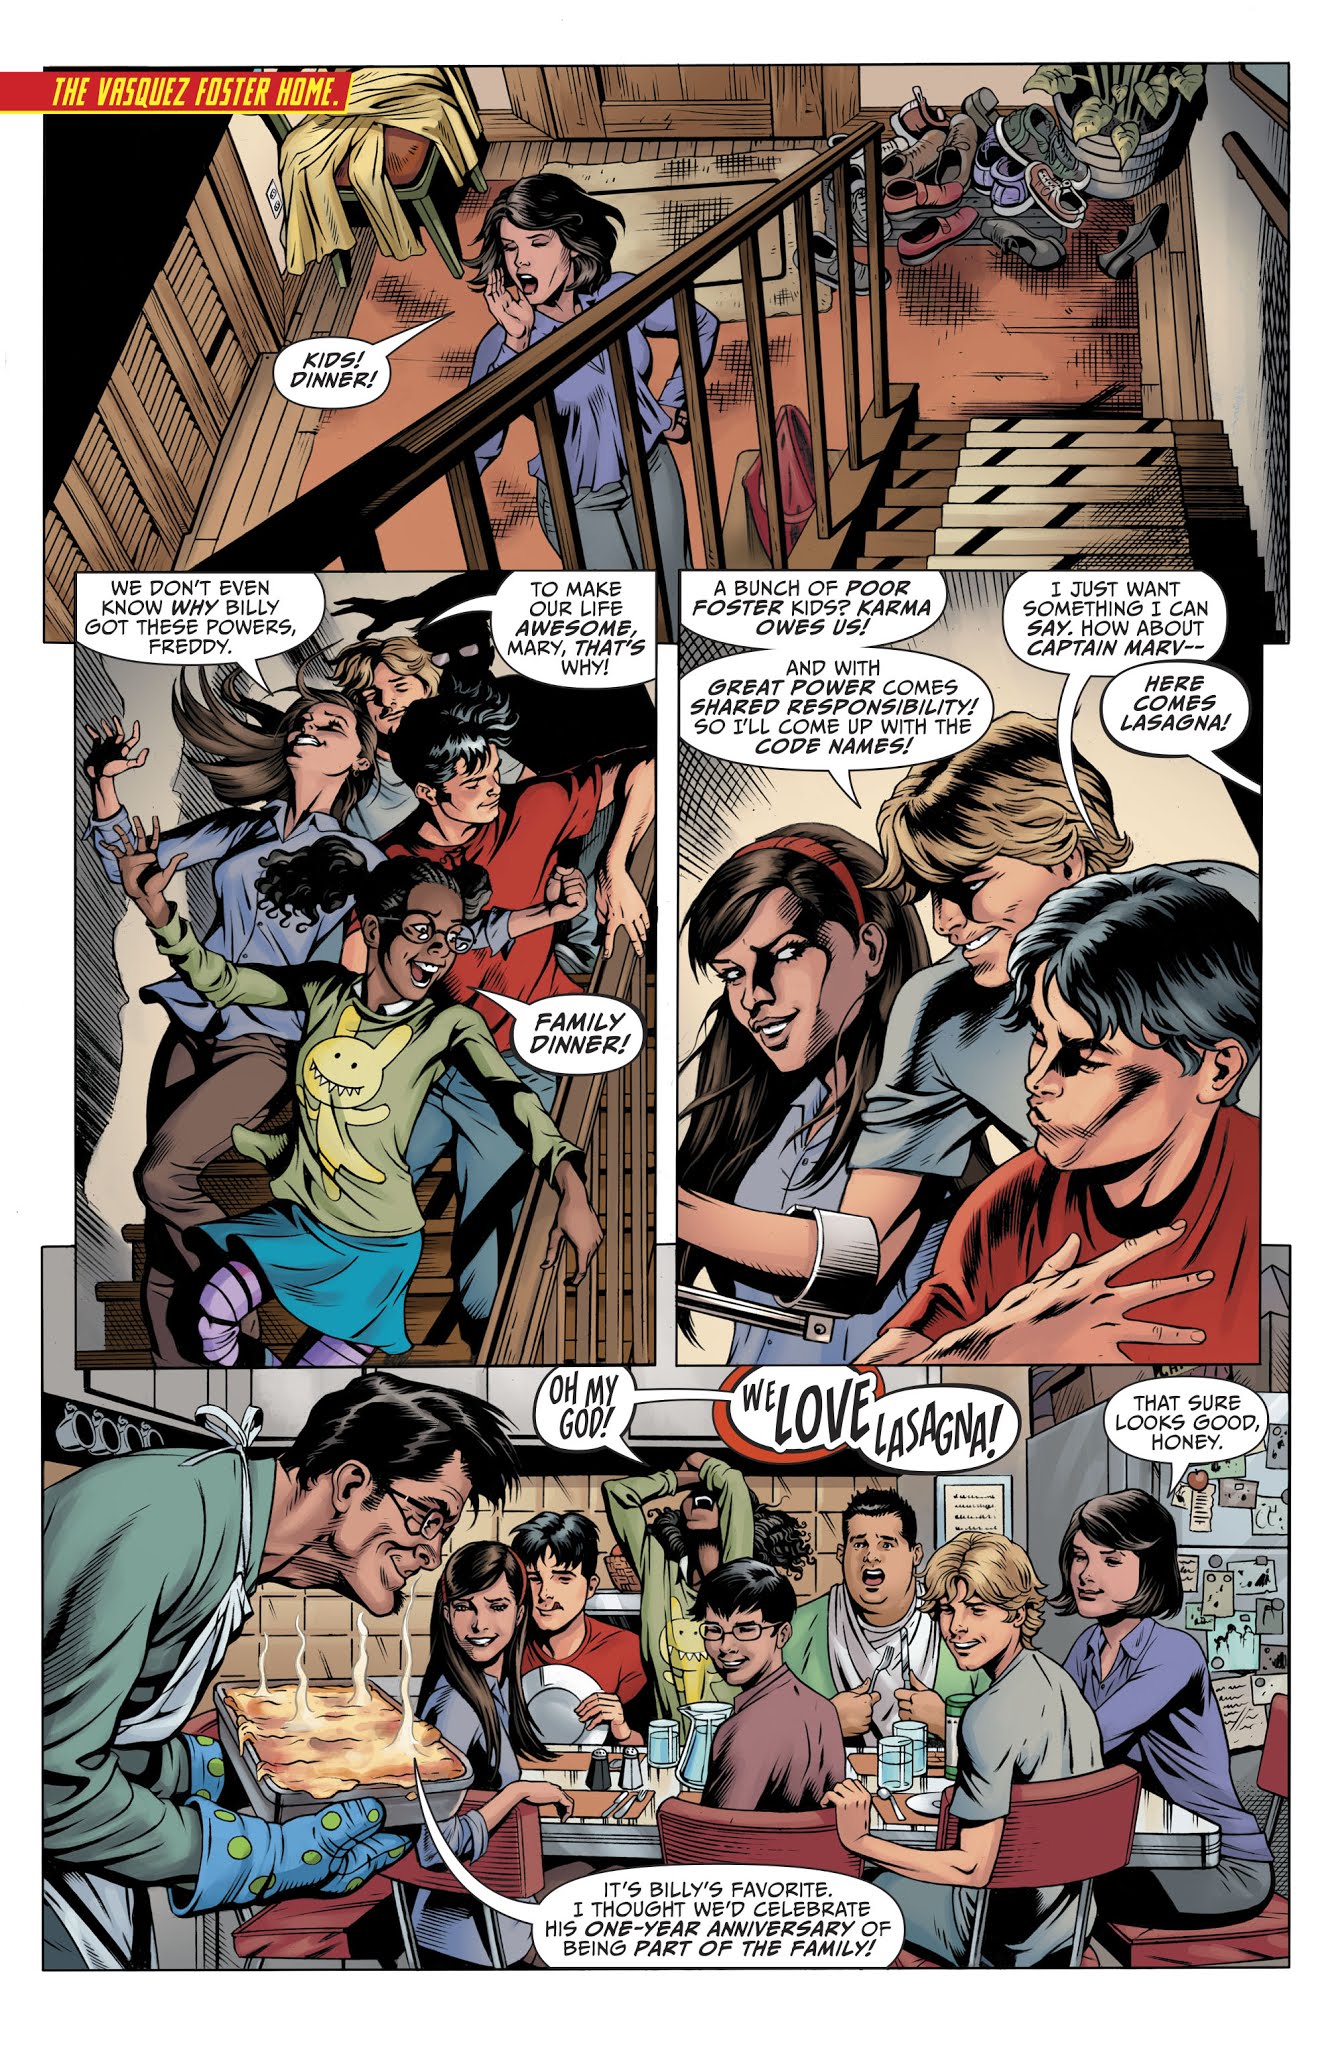 THE VASQUEZ FOSTER HOME.
KIDS!
DINNER!
WE DON'T EVEN
KNOW WHY BILLY
GOT THESE POWERS,
FREDDY.
TO MAKE
OUR LIFE
AWESOME,
MARY, THAT'S
WHY!
FAMILY
DINNER!
A BUNCH OF POOR
FOSTER KIDS? KARMA
OWES US!
AND WITH
GREAT POWER COMES
SHARED RESPONSIBILITY!
SO I'LL COME UP WITH THE
CODE NAMES!
I JUST WANT
SOMETHING I CAN
SAY. HOW ABOUT
CAPTAIN MARV--
HERE
COMES
LASAGNA!
OH MY
GOD!
WE LOVE LASAGNA!
THAT SURE
LOOKS GOOD,
HONEY.
IT'S BILLY'S FAVORITE.
I THOUGHT WE'D CELEBRATE
HIS ONE-YEAR ANNIVERSARY OF
BEING PART OF THE FAMILY!